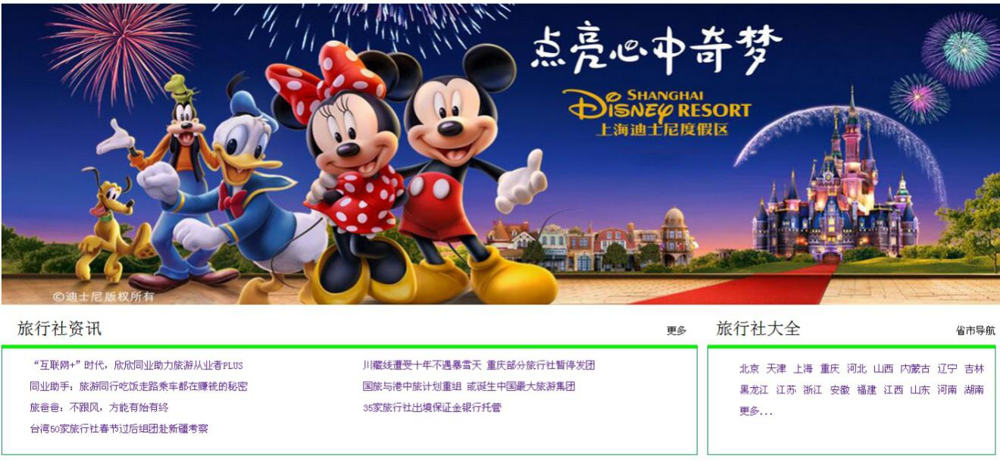 点亮心中奇梦
SHANGHAI
DISNEY RESORT
上海迪士尼度假区
©迪士尼版权所有
旅行社资讯
更多
“互联网+”时代，欣欣同业助力旅游从业者PLUS
同业助手：旅游同行吃饭走路乘车都在赚钱的秘密
旅爸爸：不跟风，方能有始有终
台湾50家旅行社春节过后组团赴新疆考察
川藏线遭受十年不遇暴雪天 重庆部分旅行社暂停发团
国旅与港中旅计划重组 或诞生中国最大旅游集团
35家旅行社出境保证金银行托管
旅行社大全
省市导航
北京 天津 上海 重庆 河北 山西 内蒙古 辽宁 吉林
黑龙江 江苏 浙江 安徽 福建 江西 山东 河南 湖南
更多...